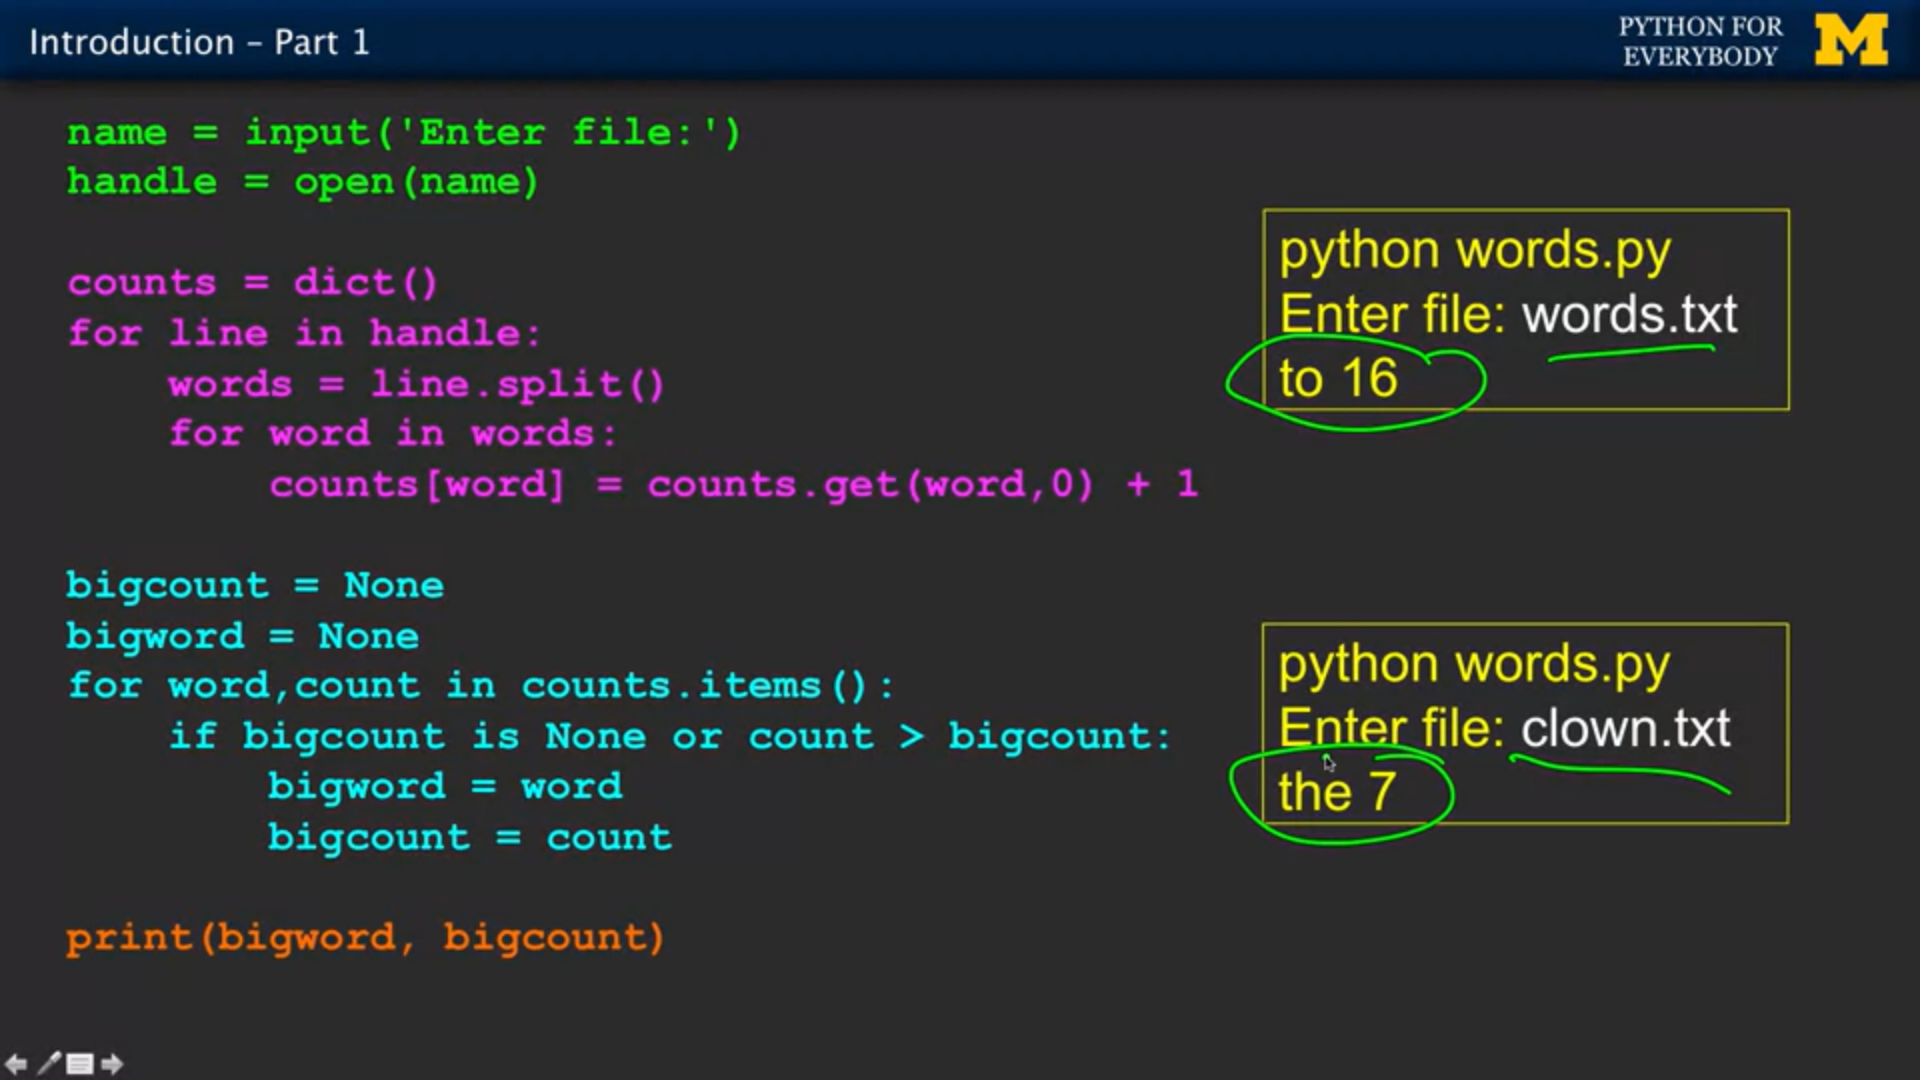 Introduction – Part 1
PYTHON FOR
EVERYBODY
M
name = input('Enter file:')
handle = open(name)
counts = dict()
for line in handle:
    words = line.split()
    for word in words:
        counts[word] = counts.get(word,0) + 1
bigcount = None
bigword = None
for word,count in counts.items():
    if bigcount is None or count > bigcount:
        bigword = word
        bigcount = count
print(bigword, bigcount)
python words.py
Enter file: words.txt
to 16
python words.py
Enter file: clown.txt
the 7